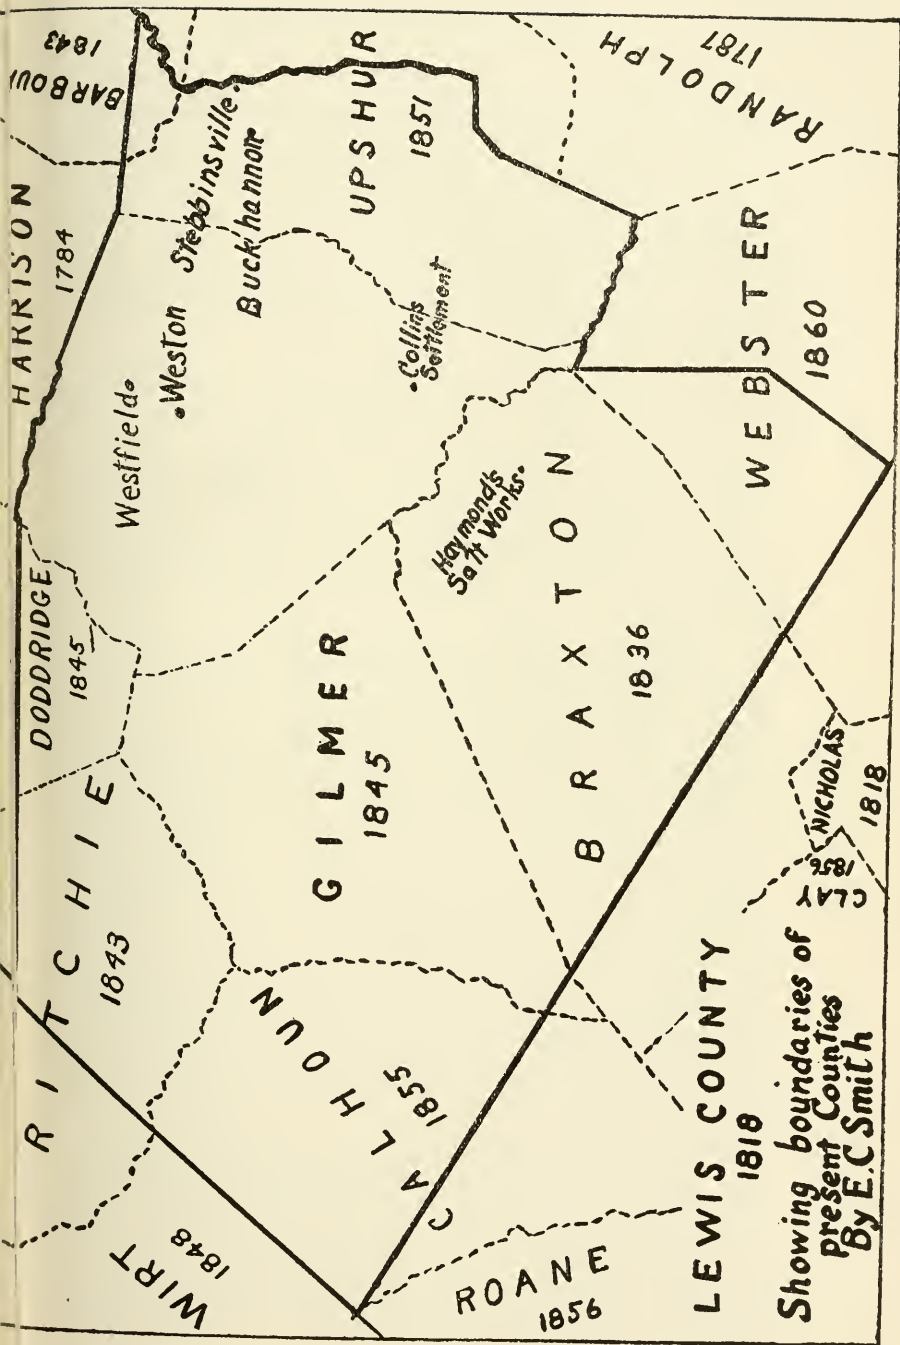 WIRT
1848
RITCHIE
1843
DODDRIDGE
1845
HARRISON
1784
1843
Westfield
Weston
Stebbinsville
Buckhannon
UPSHUR
1851
RANDOLPH
1787
Collins
Settlement
GILMER
1845
CALHOUN
1855
Haymond's
Salt Works
BRAXTON
1836
WEBSTER
1860
ROANE
1856
NICHOLAS
1818
CLAY
1856
LEWIS COUNTY
1818
Showing boundaries of
present Counties
By E.C Smith